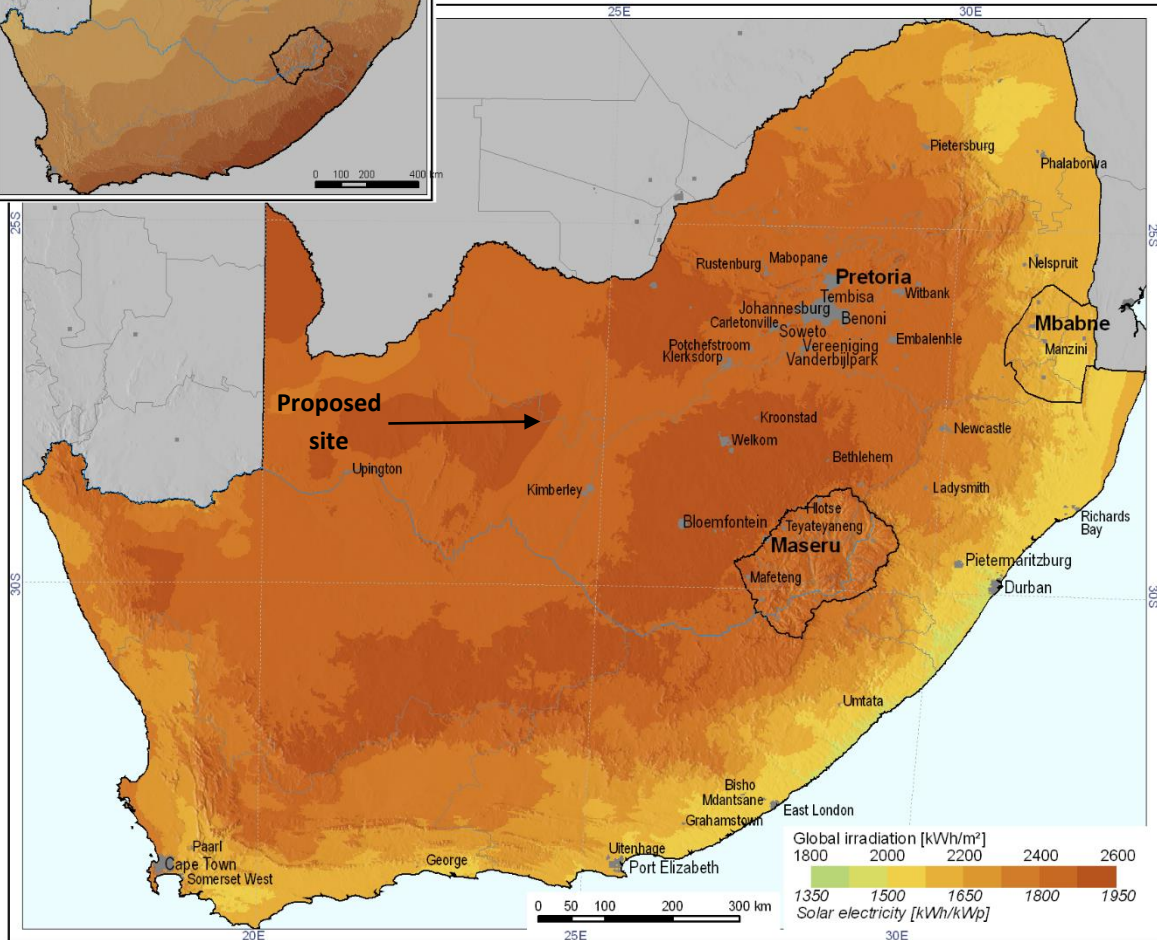 0 100 200 400 km
25E
30E
25S
25S
Pietersburg
Phalaborwa
Rustenburg
Mabopane
Pretoria
Nelspruit
Tembisa
Witbank
Johannesburg
Benoni
Carletonville
Soweto
Mbabne
Potchefstroom
Vereeniging
Embalenhle
Manzini
Klerksdorp
Vanderbijlpark
Proposed
site
Kroonstad
Newcastle
Welkom
Bethlehem
Upington
Kimberley
Ladysmith
Hlotse
Richards
Bay
Bloemfontein
Teyateyaneng
Maseru
Pietermaritzburg
Mafeteng
Durban
30S
30S
Umtata
Bisho
Mdantsane
East London
Grahamstown
Paarl
Cape Town
Somerset West
George
Uitenhage
Port Elizabeth
Global irradiation [kWh/m²]
1800 2000 2200 2400 2600
1350 1500 1650 1800 1950
Solar electricity [kWh/kWp]
0 50 100 200 300 km
20E
25E
30E